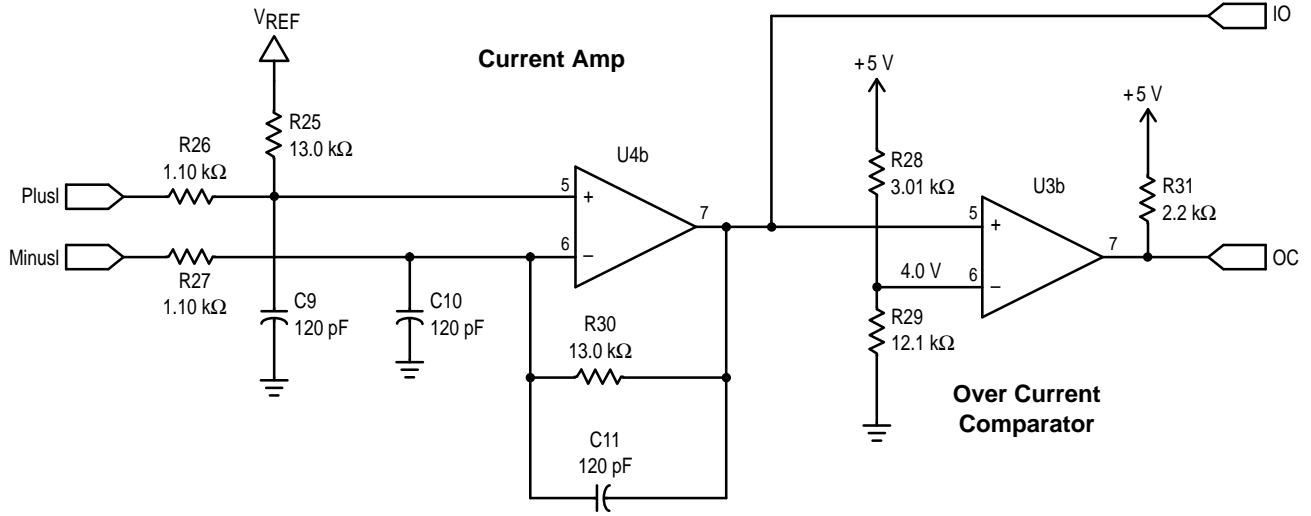 VREF
IO
Current Amp
+5 V
+5 V
R26
1.10 kΩ
R25
13.0 kΩ
U4b
R28
3.01 kΩ
U3b
R31
2.2 kΩ
PlusI
5
+
7
5
+
MinusI
6
−
7
OC
R27
1.10 kΩ
4.0 V
6
−
C9
120 pF
C10
120 pF
R30
13.0 kΩ
R29
12.1 kΩ
Over Current
Comparator
C11
120 pF